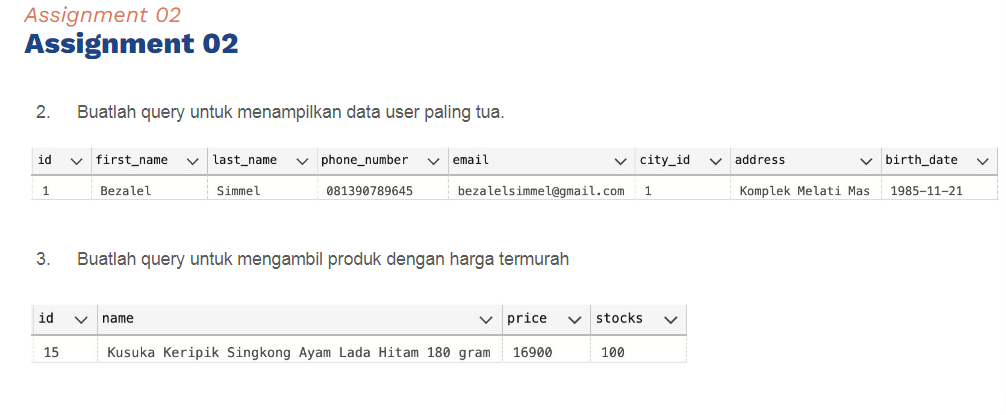 Assignment 02
Assignment 02
2. Buatlah query untuk menampilkan data user paling tua.
id first_name last_name phone_number email city_id address birth_date
1 Bezalel Simmel 081390789645 bezalelsimmel@gmail.com 1 Komplek Melati Mas 1985-11-21
3. Buatlah query untuk mengambil produk dengan harga termurah
id name price stocks
15 Kusuka Keripik Singkong Ayam Lada Hitam 180 gram 16900 100